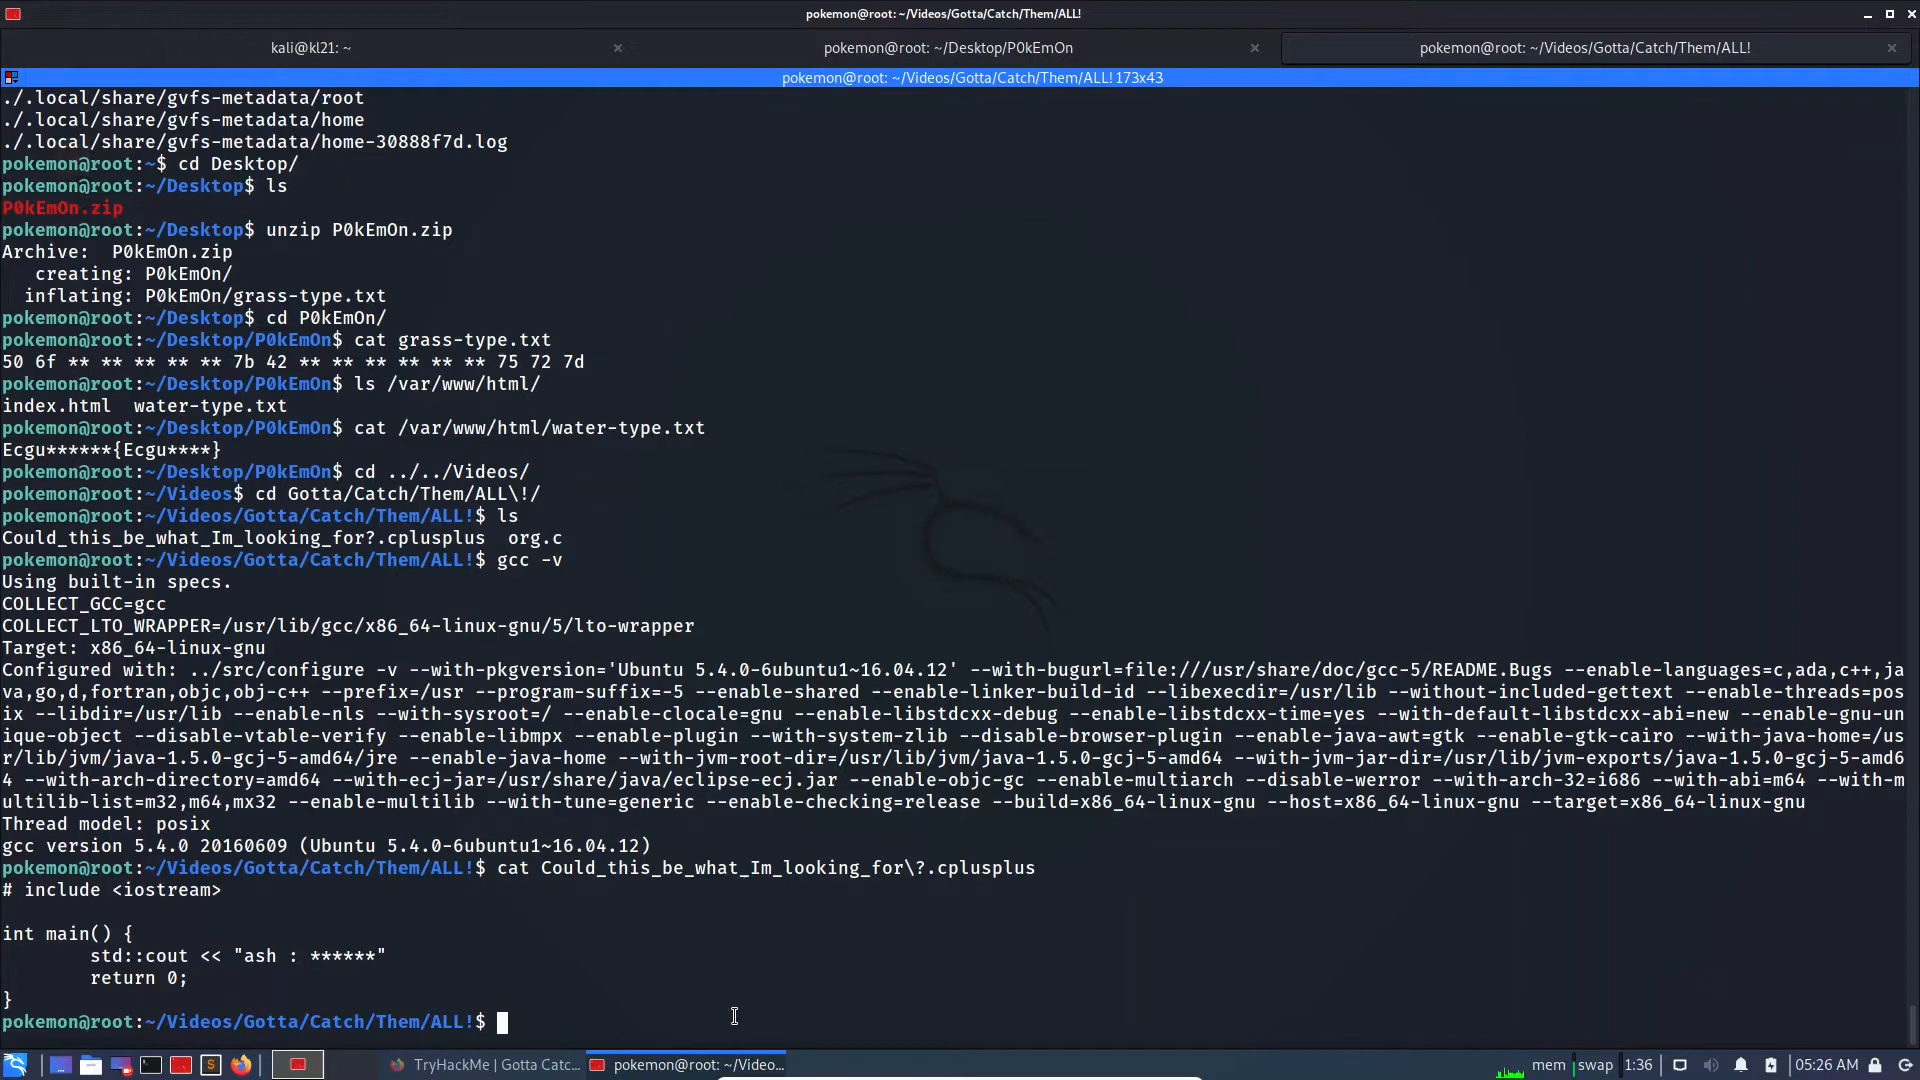 pokemon@root: ~/Videos/Gotta/Catch/Them/ALL!
kali@kl21: ~
pokemon@root: ~/Desktop/P0kEmOn
pokemon@root: ~/Videos/Gotta/Catch/Them/ALL!
pokemon@root: ~/Videos/Gotta/Catch/Them/ALL! 173x43
./.local/share/gvfs-metadata/root
./.local/share/gvfs-metadata/home
./.local/share/gvfs-metadata/home-30888f7d.log
pokemon@root:~$ cd Desktop/
pokemon@root:~/Desktop$ ls
P0kEmOn.zip
pokemon@root:~/Desktop$ unzip P0kEmOn.zip
Archive:  P0kEmOn.zip
   creating: P0kEmOn/
  inflating: P0kEmOn/grass-type.txt
pokemon@root:~/Desktop$ cd P0kEmOn/
pokemon@root:~/Desktop/P0kEmOn$ cat grass-type.txt
50 6f ** ** ** ** ** 7b 42 ** ** ** ** ** ** 75 72 7d
pokemon@root:~/Desktop/P0kEmOn$ ls /var/www/html/
index.html  water-type.txt
pokemon@root:~/Desktop/P0kEmOn$ cat /var/www/html/water-type.txt
Ecgu******{Ecgu****}
pokemon@root:~/Desktop/P0kEmOn$ cd ../../Videos/
pokemon@root:~/Videos$ cd Gotta/Catch/Them/ALL\!/
pokemon@root:~/Videos/Gotta/Catch/Them/ALL!$ ls
Could_this_be_what_Im_looking_for?.cplusplus  org.c
pokemon@root:~/Videos/Gotta/Catch/Them/ALL!$ gcc -v
Using built-in specs.
COLLECT_GCC=gcc
COLLECT_LTO_WRAPPER=/usr/lib/gcc/x86_64-linux-gnu/5/lto-wrapper
Target: x86_64-linux-gnu
Configured with: ../src/configure -v --with-pkgversion='Ubuntu 5.4.0-6ubuntu1~16.04.12' --with-bugurl=file:///usr/share/doc/gcc-5/README.Bugs --enable-languages=c,ada,c++,ja
va,go,d,fortran,objc,obj-c++ --prefix=/usr --program-suffix=-5 --enable-shared --enable-linker-build-id --libexecdir=/usr/lib --without-included-gettext --enable-threads=pos
ix --libdir=/usr/lib --enable-nls --with-sysroot=/ --enable-clocale=gnu --enable-libstdcxx-debug --enable-libstdcxx-time=yes --with-default-libstdcxx-abi=new --enable-gnu-un
ique-object --disable-vtable-verify --enable-libmpx --enable-plugin --with-system-zlib --disable-browser-plugin --enable-java-awt=gtk --enable-gtk-cairo --with-java-home=/us
r/lib/jvm/java-1.5.0-gcj-5-amd64/jre --enable-java-home --with-jvm-root-dir=/usr/lib/jvm/java-1.5.0-gcj-5-amd64 --with-jvm-jar-dir=/usr/lib/jvm-exports/java-1.5.0-gcj-5-amd6
4 --with-arch-directory=amd64 --with-ecj-jar=/usr/share/java/eclipse-ecj.jar --enable-objc-gc --enable-multiarch --disable-werror --with-arch-32=i686 --with-abi=m64 --with-m
ultilib-list=m32,m64,mx32 --enable-multilib --with-tune=generic --enable-checking=release --build=x86_64-linux-gnu --host=x86_64-linux-gnu --target=x86_64-linux-gnu
Thread model: posix
gcc version 5.4.0 20160609 (Ubuntu 5.4.0-6ubuntu1~16.04.12)
pokemon@root:~/Videos/Gotta/Catch/Them/ALL!$ cat Could_this_be_what_Im_looking_for\?.cplusplus
# include <iostream>
int main() {
        std::cout << "ash : ******"
        return 0;
}
pokemon@root:~/Videos/Gotta/Catch/Them/ALL!$
TryHackMe | Gotta Catc...
pokemon@root: ~/Video...
mem
swap
1:36
05:26 AM